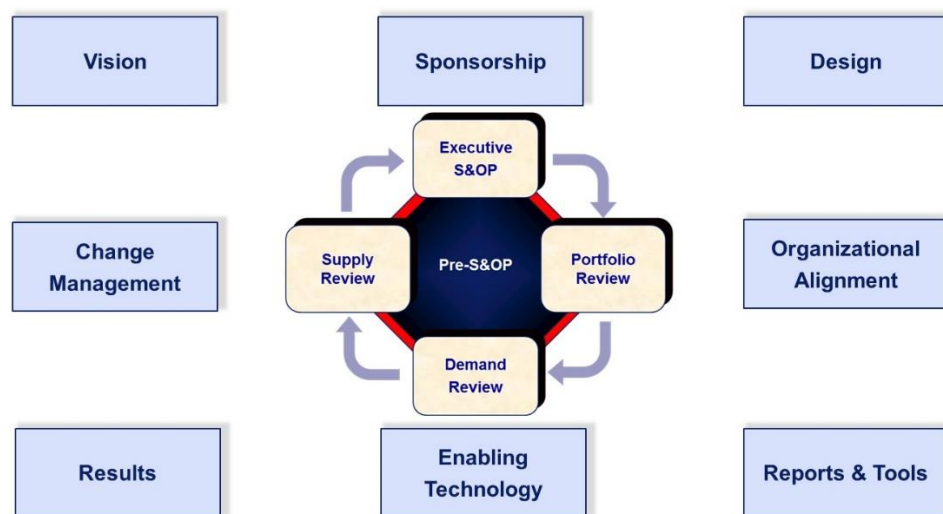 Vision
Sponsorship
Design
Executive
S&OP
Change
Management
Supply
Review
Pre-S&OP
Portfolio
Review
Organizational
Alignment
Demand
Review
Results
Enabling
Technology
Reports & Tools